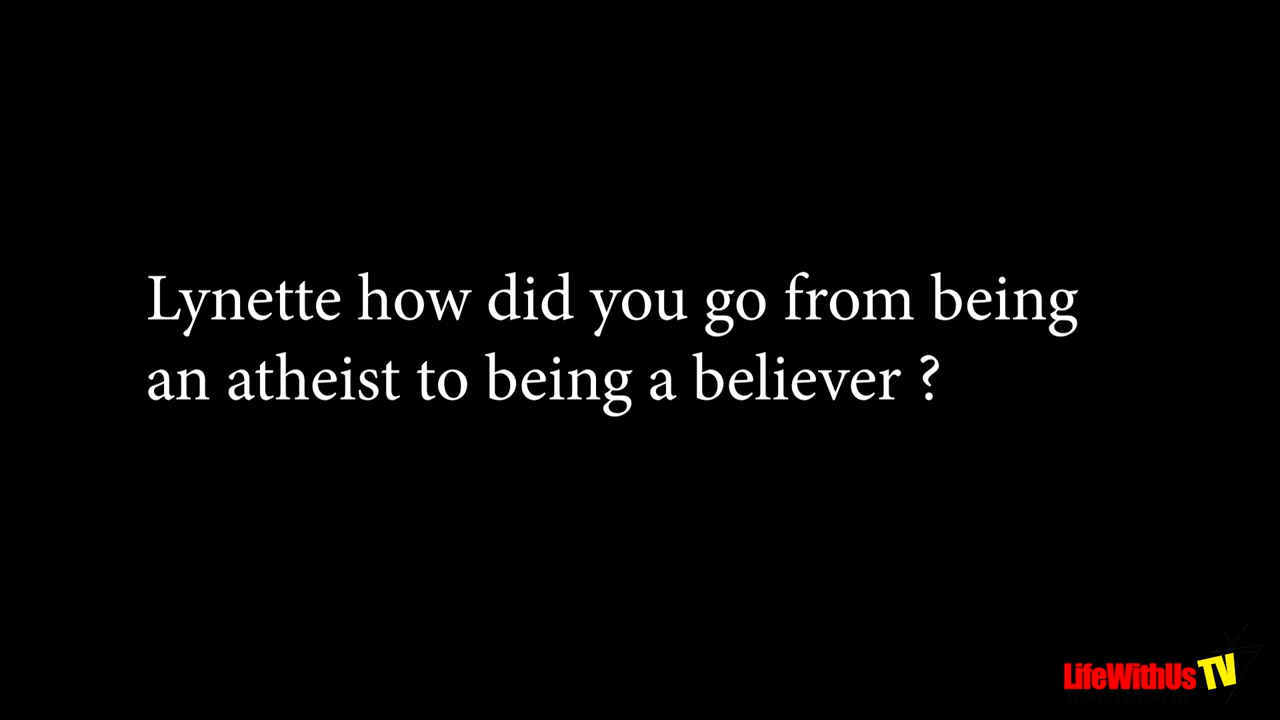 Lynette how did you go from being
an atheist to being a believer ?
LifeWithUs TV